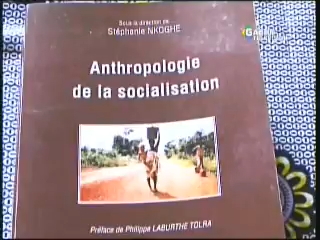 Sous la direction de
Stéphanie NKOGHE
Anthropologie
de la socialisation
Préface de Philippe LABURTHE TOLRA